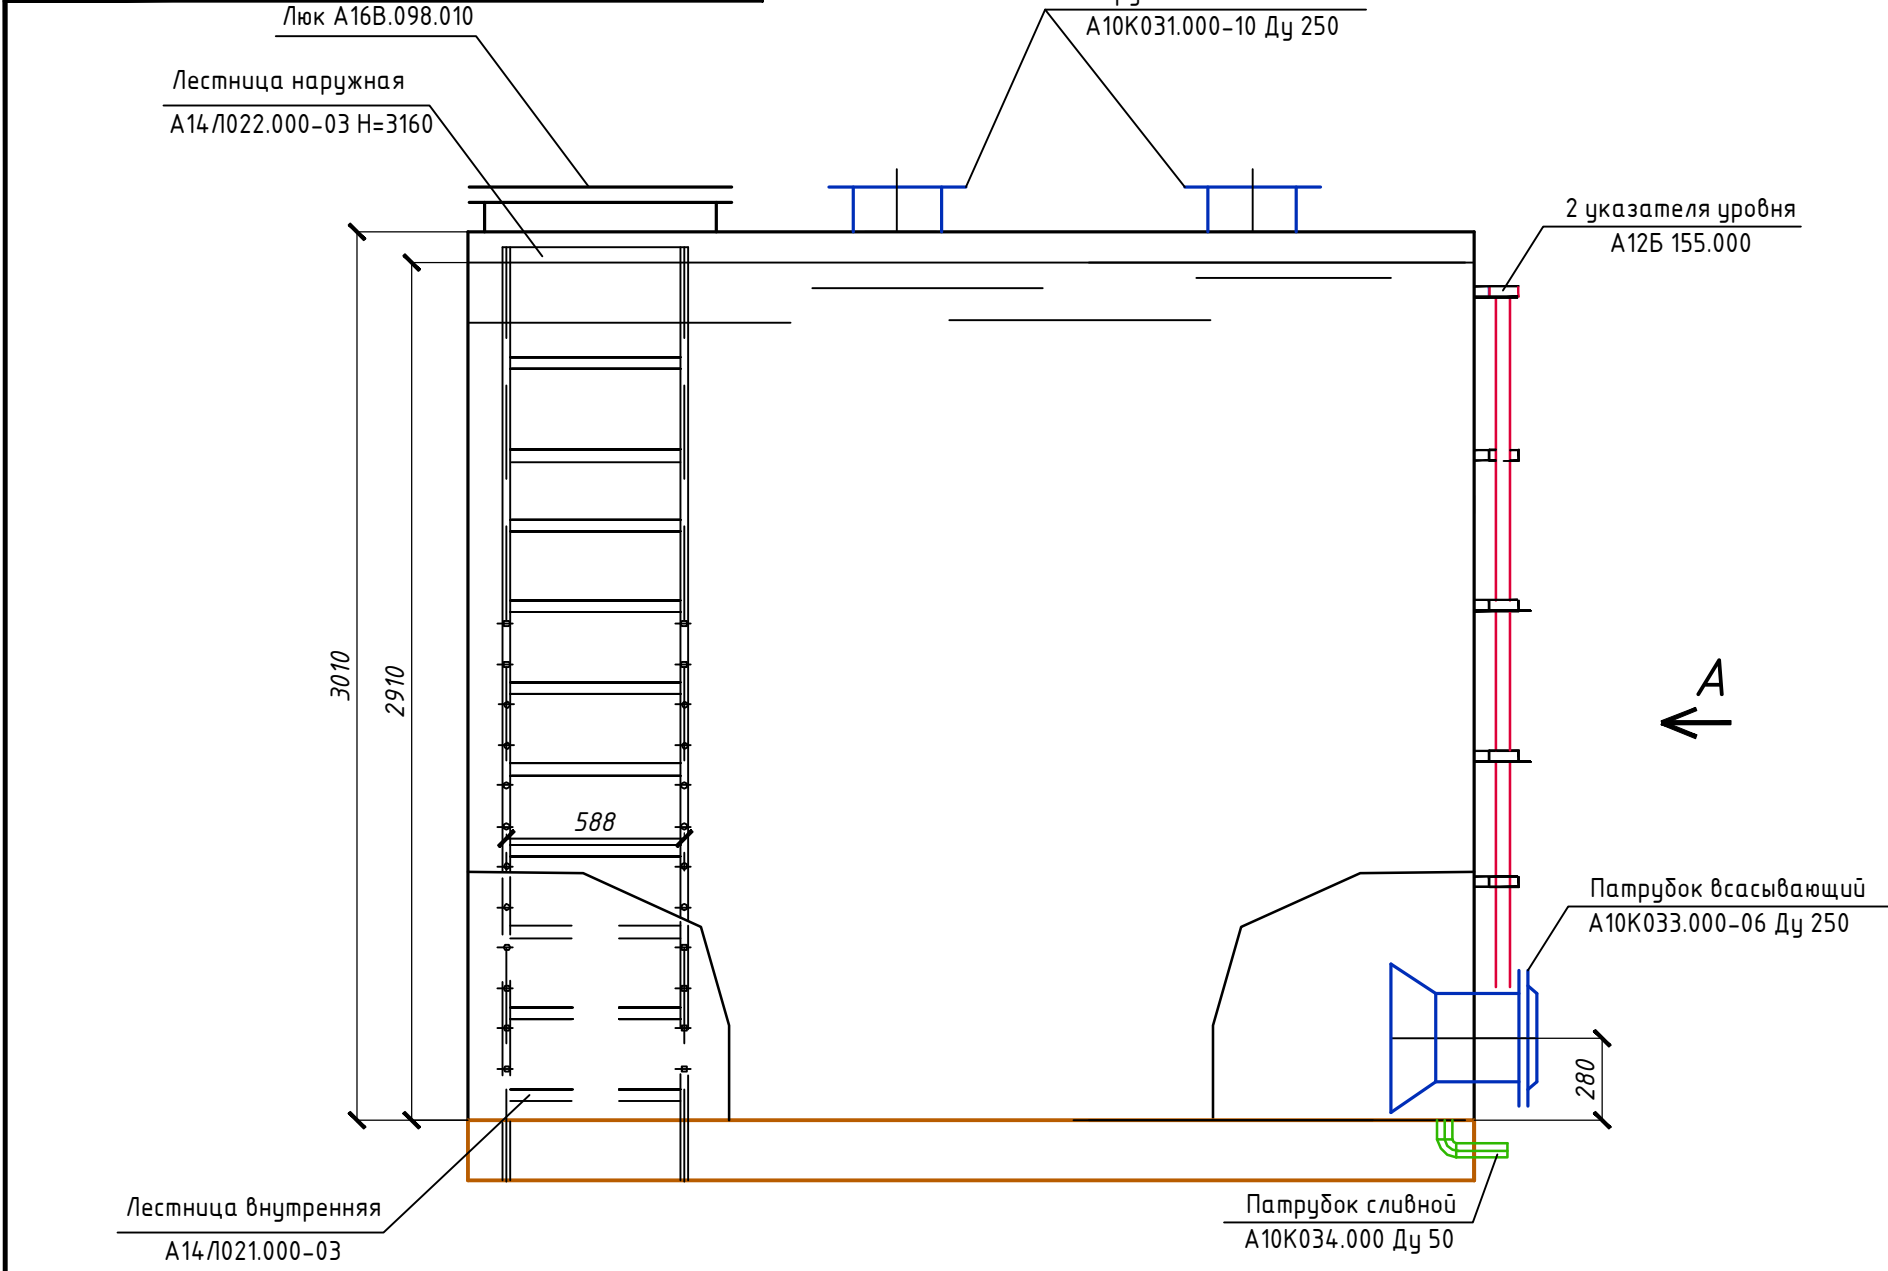 Люк А16В.098.010
А10К031.000-10 Ду 250
Лестница наружная
А14Л022.000-03 Н=3160
2 указателя уровня
А12Б 155.000
3010
2910
А
588
Патрубок всасывающий
А10К033.000-06 Ду 250
280
Лестница внутренняя
А14Л021.000-03
Патрубок сливной
А10К034.000 Ду 50